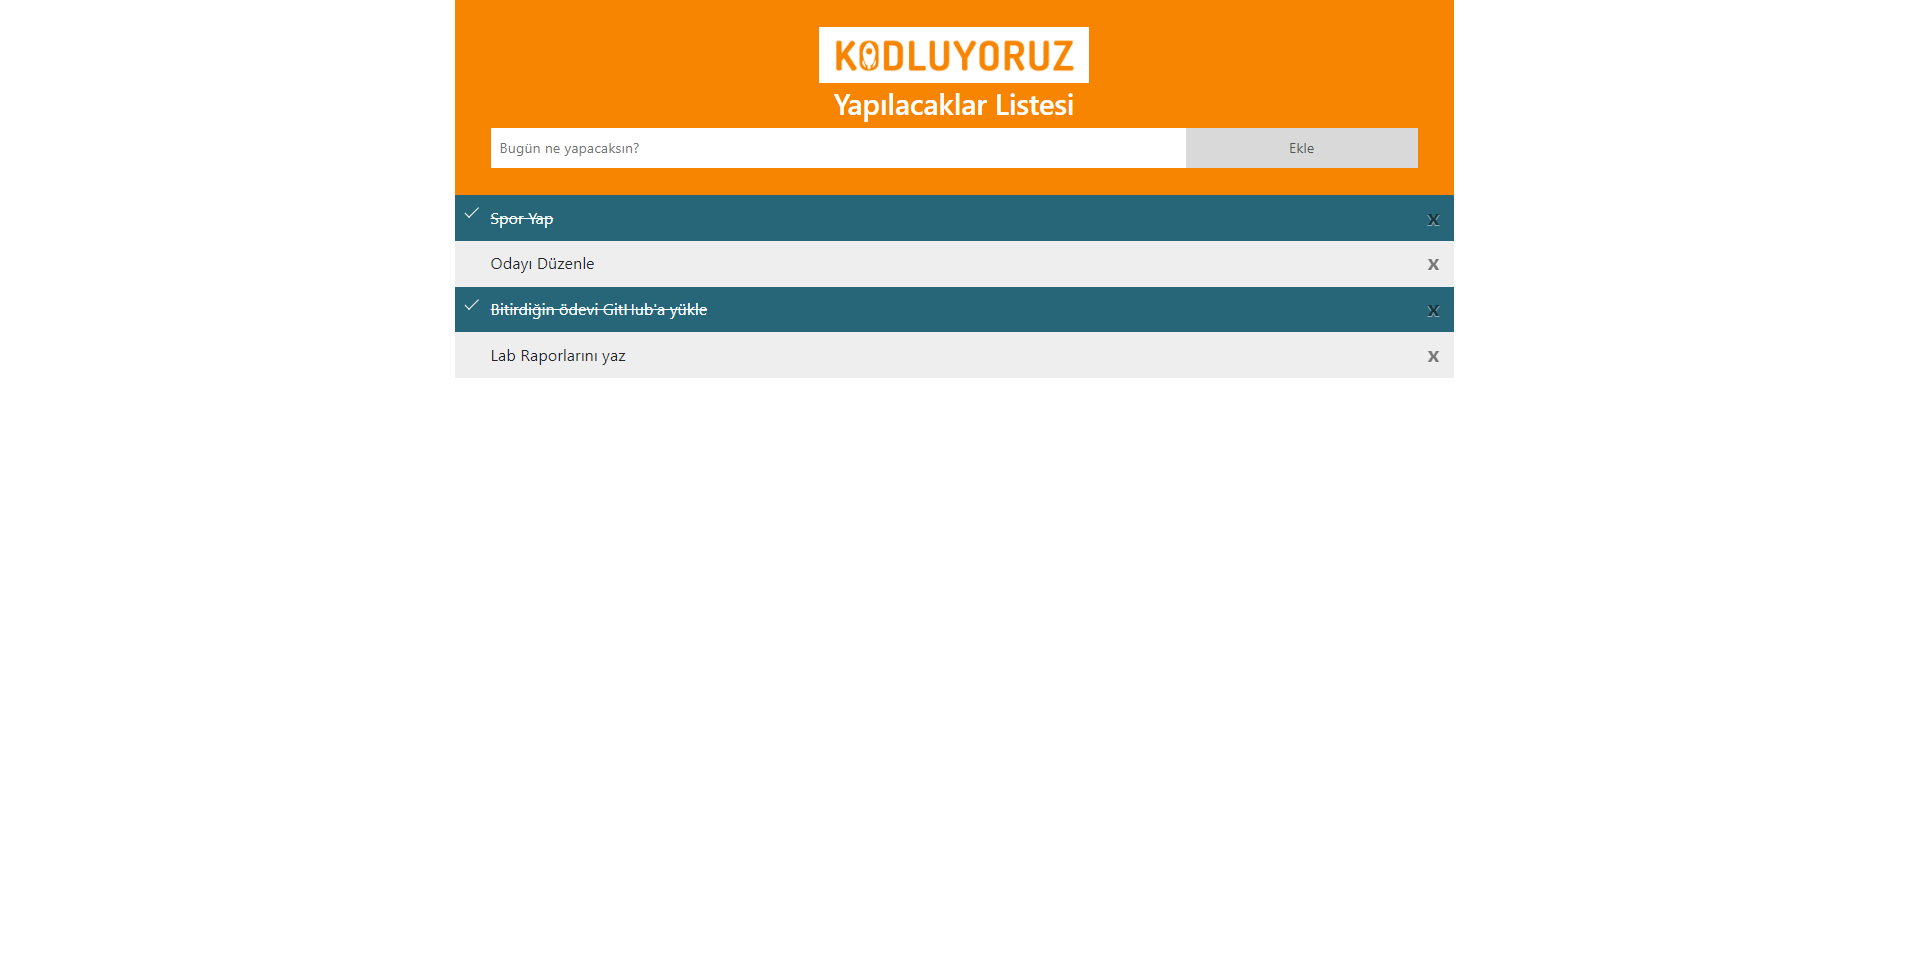 KODLUYORUZ
Yapılacaklar Listesi
Bugün ne yapacaksın? Ekle
Spor Yap x
Odayı Düzenle x
Bitirdiğin ödevi GitHub'a yükle x
Lab Raporlarını yaz x